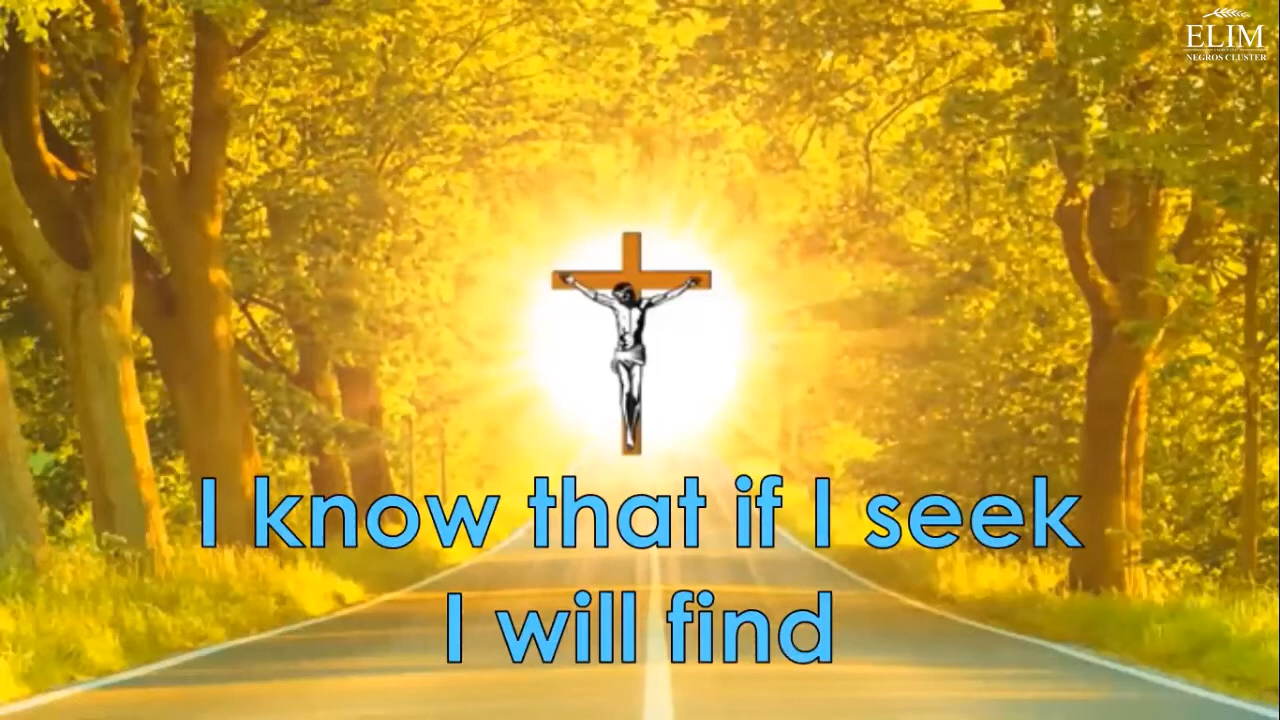 ELIM
NEGROS CLUSTER
I know that if I seek
I will find